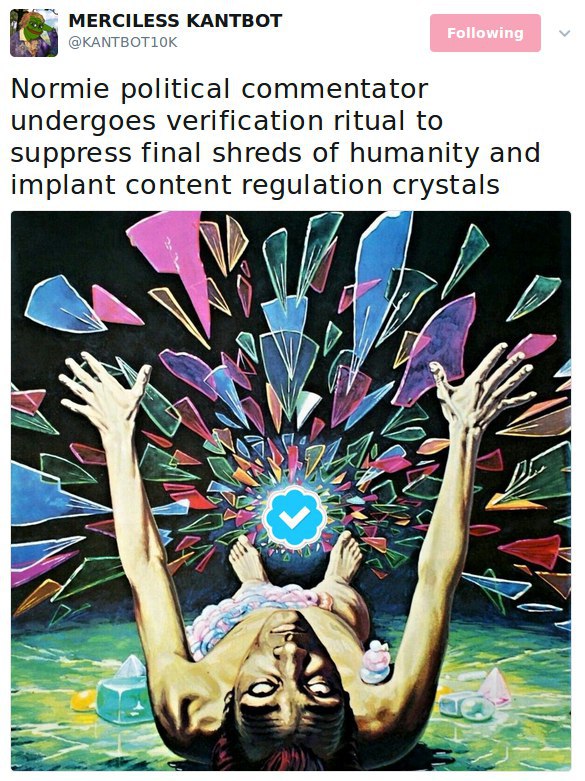 MERCILESS KANTBOT
@KANTBOT10K
Following
Normie political commentator
undergoes verification ritual to
suppress final shreds of humanity and
implant content regulation crystals